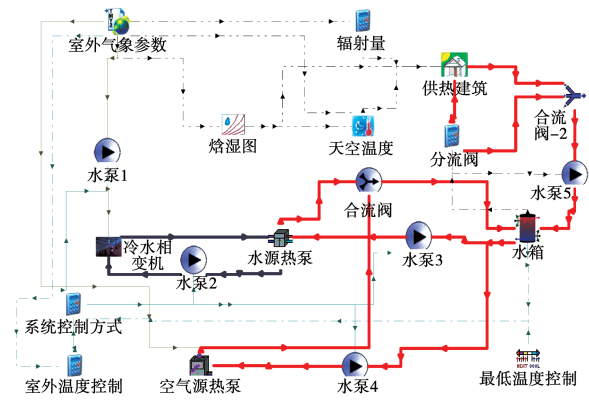 室外气象参数
辐射量
供热建筑
合流
阀-2
焓湿图
天空温度
分流阀
水泵1
水泵5
合流阀
冷水相
变机
水源热泵
水泵3
水箱
水泵2
系统控制方式
室外温度控制
空气源热泵
水泵4
HEAT COOL
最低温度控制